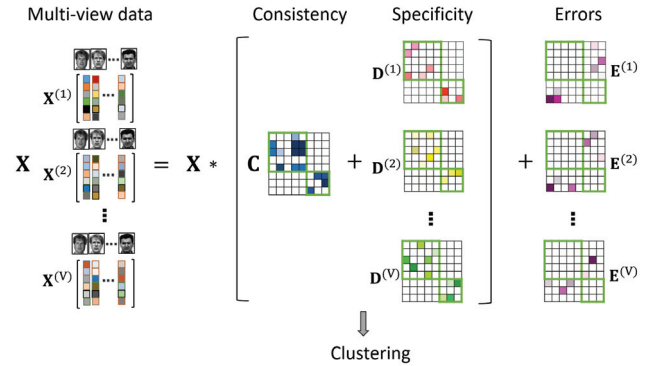 Multi-view data
Consistency
Specificity
Errors
X^(1)
D^(1)
E^(1)
X X^(2) = X * C + D^(2) + E^(2)
X^(V)
D^(V)
E^(V)
Clustering